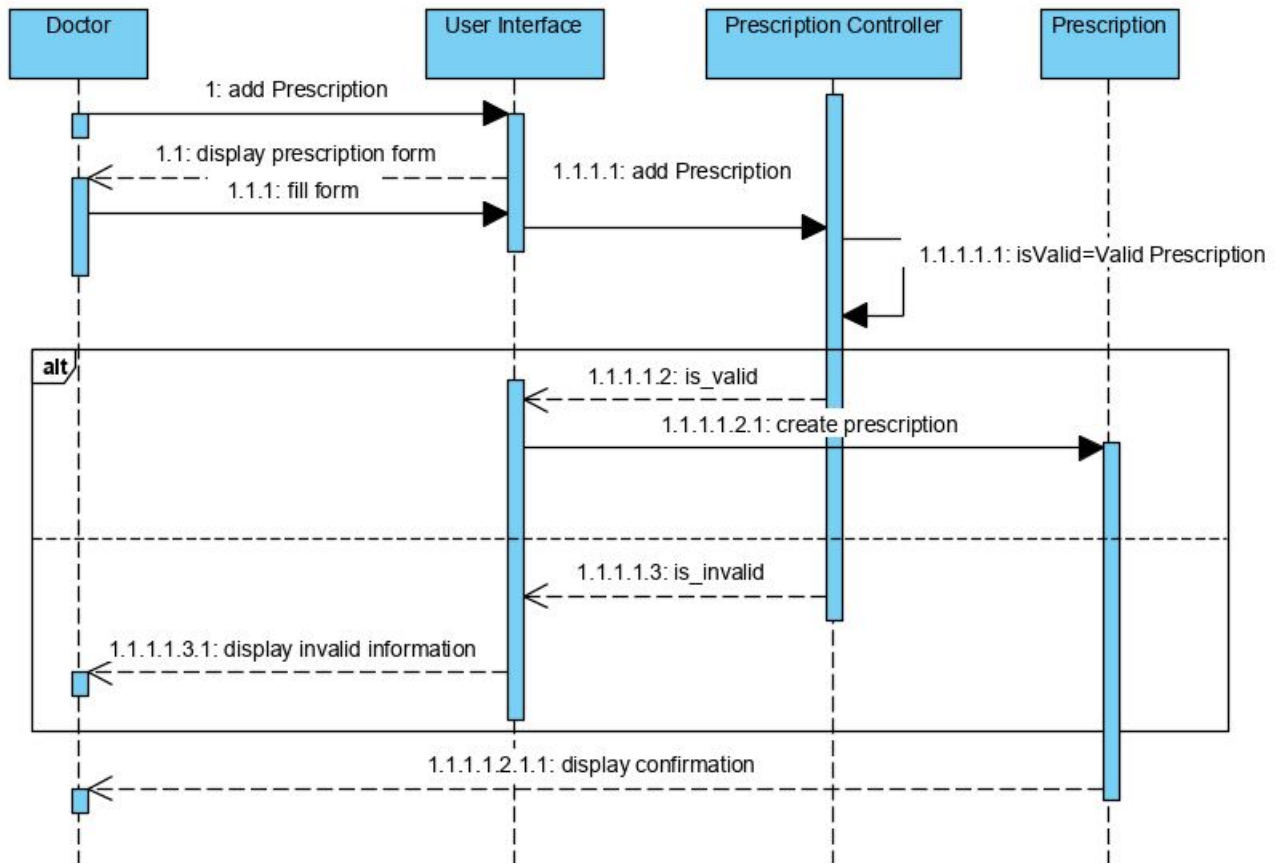 Doctor
User Interface
Prescription Controller
Prescription
1: add Prescription
1.1: display prescription form
1.1.1.1: add Prescription
1.1.1: fill form
1.1.1.1.1: isValid=Valid Prescription
alt
1.1.1.1.2: is_valid
1.1.1.1.2.1: create prescription
1.1.1.1.3: is_invalid
1.1.1.1.3.1: display invalid information
1.1.1.1.2.1.1: display confirmation